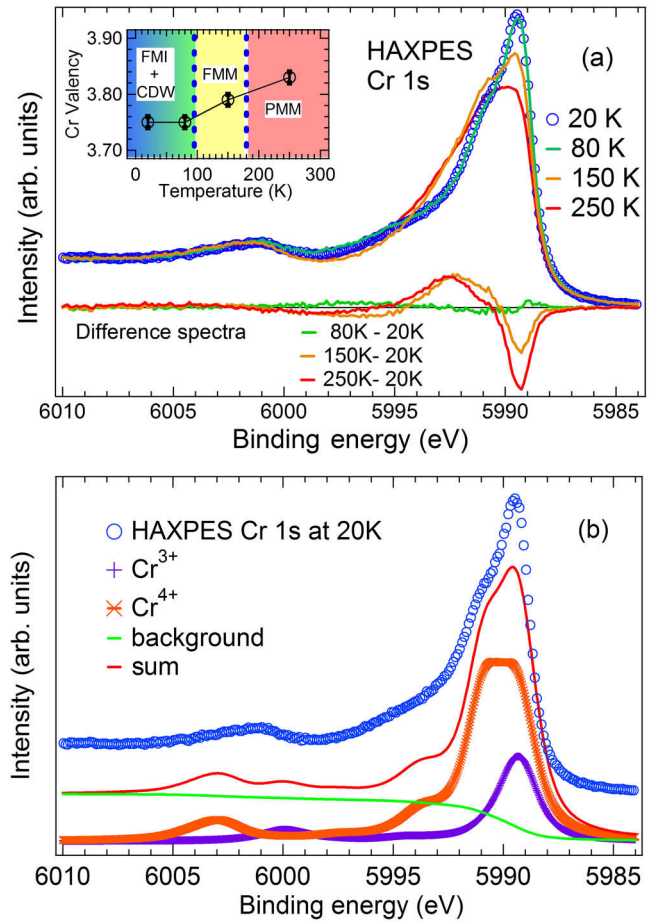 HAXPES
Cr 1s
(a)
20 K
80 K
150 K
250 K
Intensity (arb. units)
Cr Valency
3.90
3.80
3.70
FMI
+
CDW
FMM
PMM
0
100
200
300
Temperature (K)
Difference spectra
80K - 20K
150K- 20K
250K- 20K
6010
6005
6000
5995
5990
5985
Binding energy (eV)
(b)
HAXPES Cr 1s at 20K
Cr3+
Cr4+
background
sum
Intensity (arb. units)
6010
6005
6000
5995
5990
5985
Binding energy (eV)